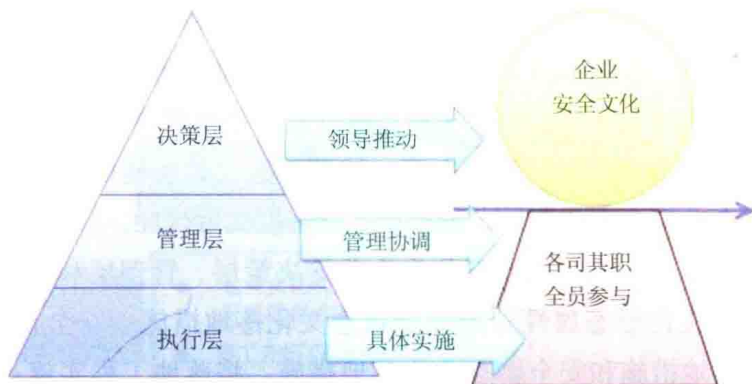 企业
安全文化
决策层
领导推动
管理层
管理协调
各司其职
全员参与
执行层
具体实施